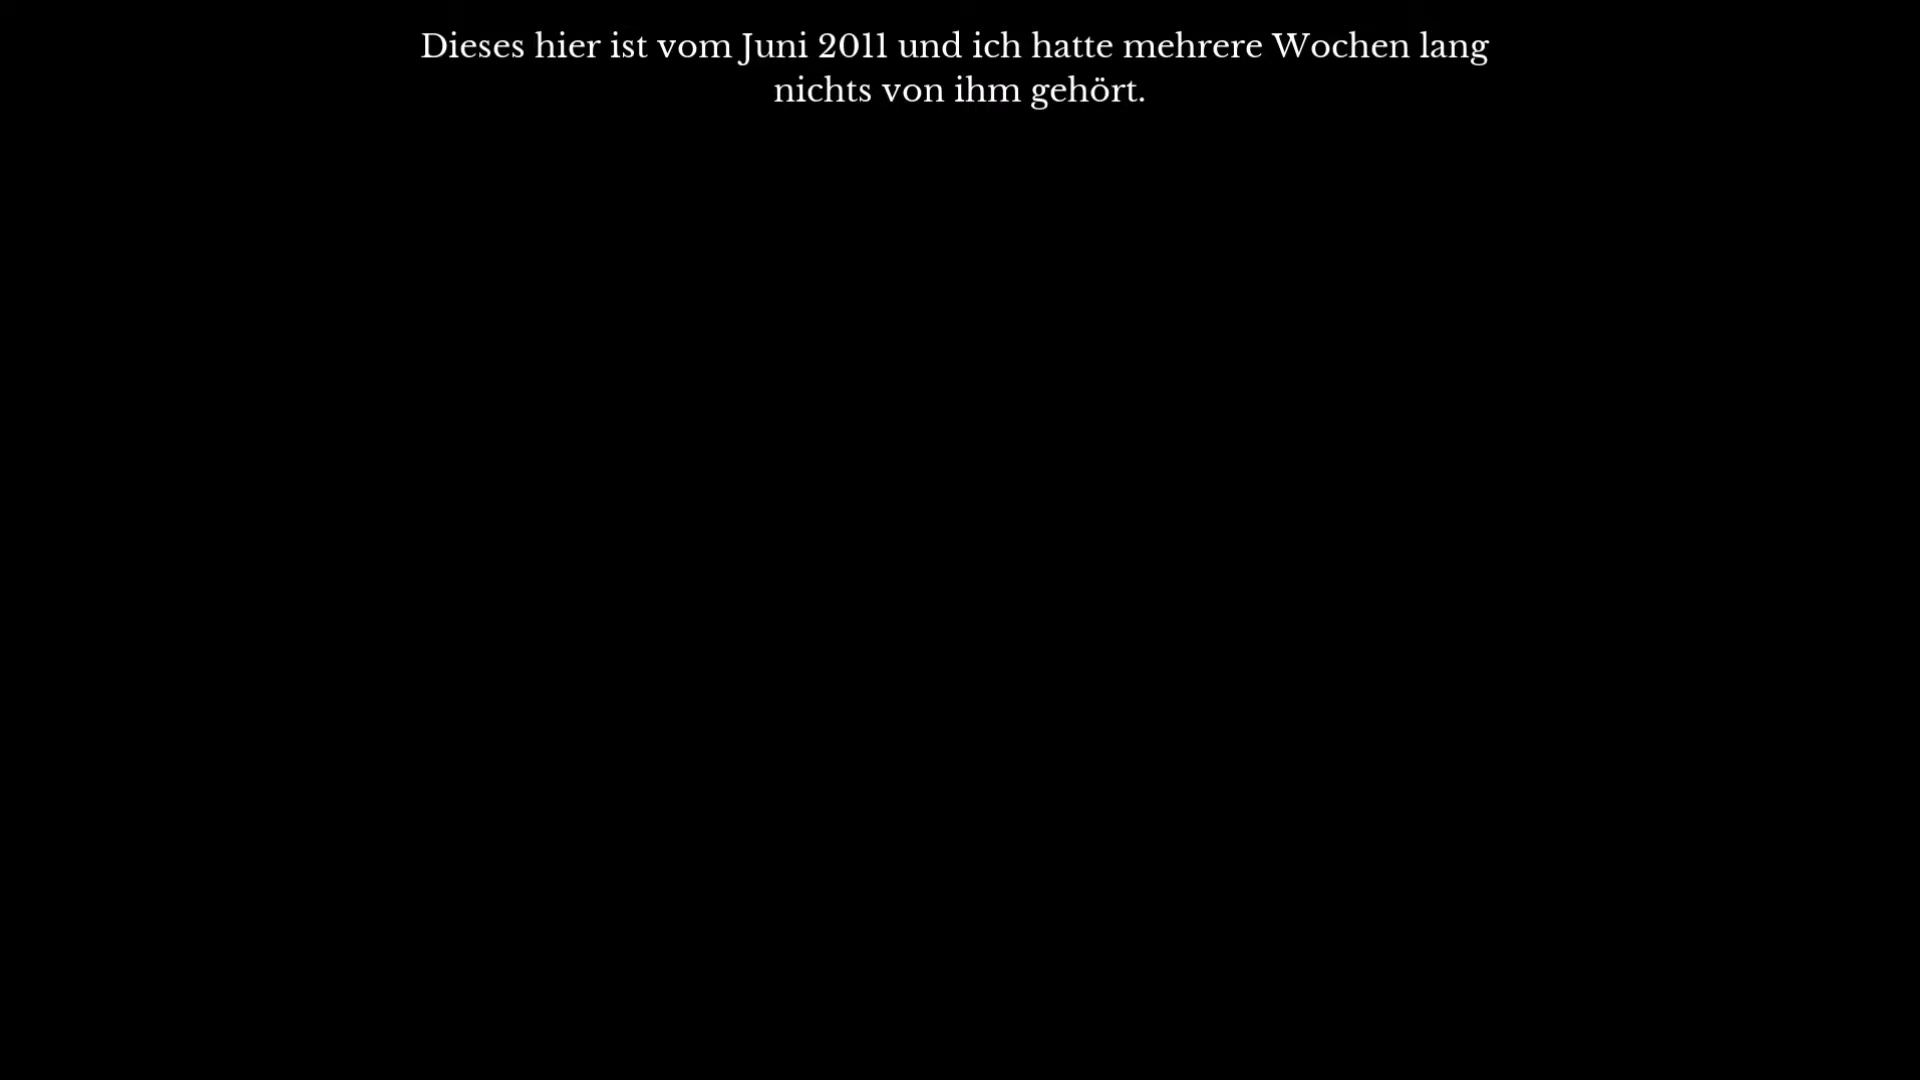 Dieses hier ist vom Juni 2011 und ich hatte mehrere Wochen lang
nichts von ihm gehört.